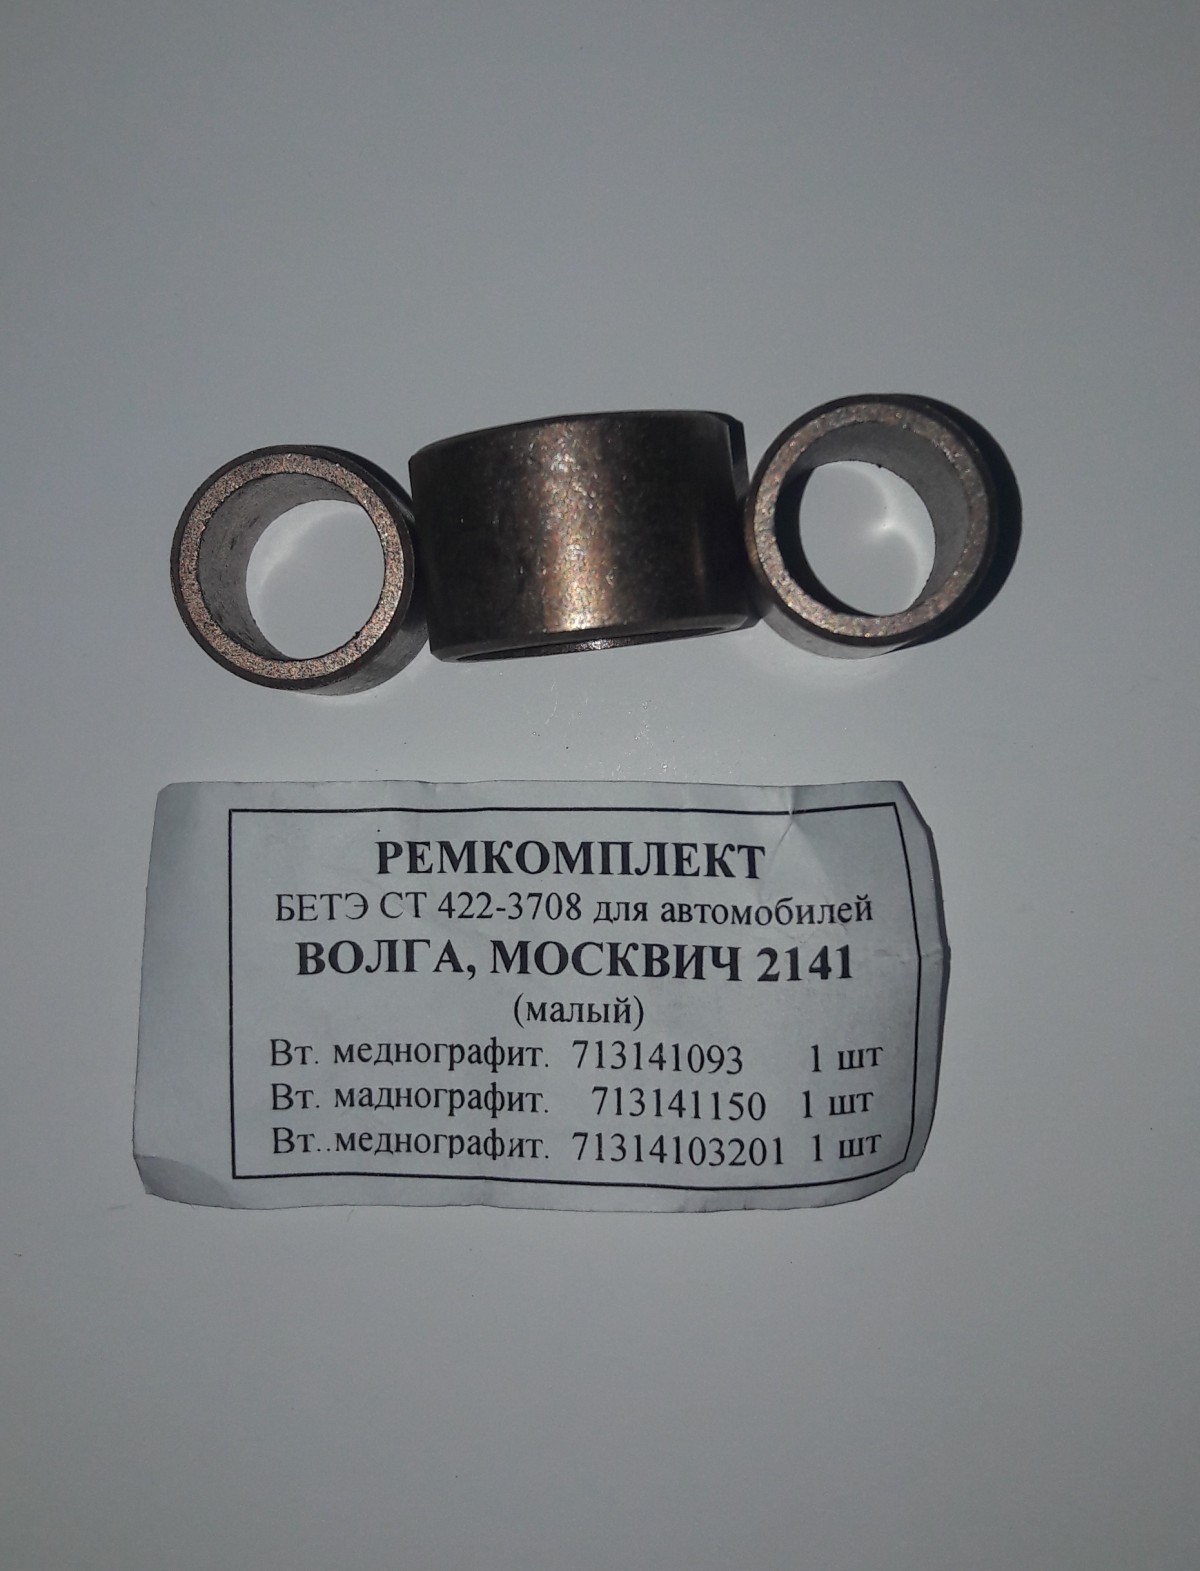 РЕМКОМПЛЕКТ
БЕТЭ СТ 422-3708 для автомобилей
ВОЛГА, МОСКВИЧ 2141
(малый)
Вт. меднографит. 713141093 1 шт
Вт. маднографит. 713141150 1 шт
Вт..меднографит. 71314103201 1 шт